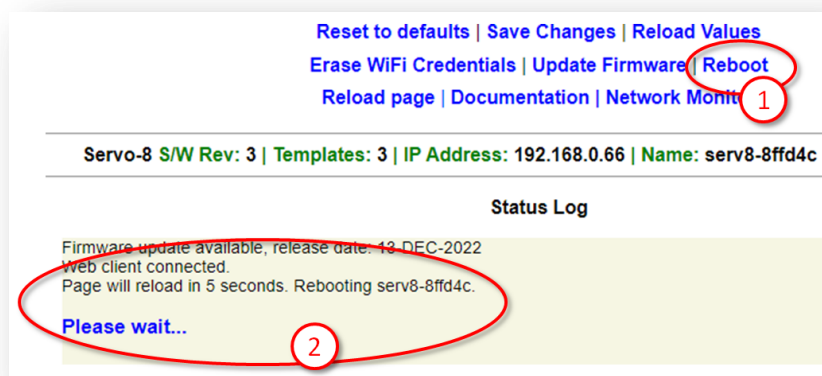 Reset to defaults | Save Changes | Reload Values
Erase WiFi Credentials | Update Firmware | Reboot
Reload page | Documentation | Network Monit
1
Servo-8 S/W Rev: 3 | Templates: 3 | IP Address: 192.168.0.66 | Name: serv8-8ffd4c
Status Log
Firmware update available, release date: 13-DEC-2022
Web client connected.
Page will reload in 5 seconds. Rebooting serv8-8ffd4c.
Please wait...
2